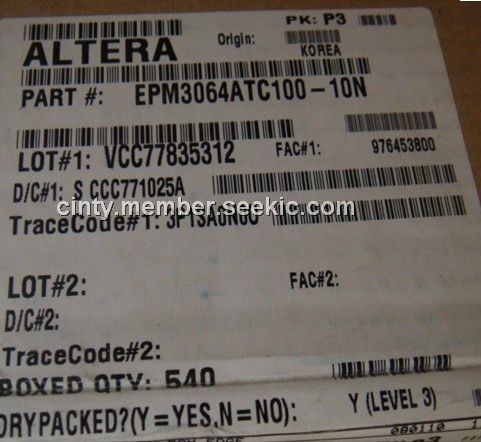 PK: P3
ALTERA Origin: KOREA
PART #: EPM3064ATC100-10N
LOT#1: VCC77835312 FAC#1: 976453800
D/C#1: S CCC771025A
cinty.member.seekic.com
TraceCode#1:
LOT#2: FAC#2:
D/C#2:
TraceCode#2:
BOXED QTY: 540
DRYPACKED?(Y=YES,N=NO): Y (LEVEL 3)
080110